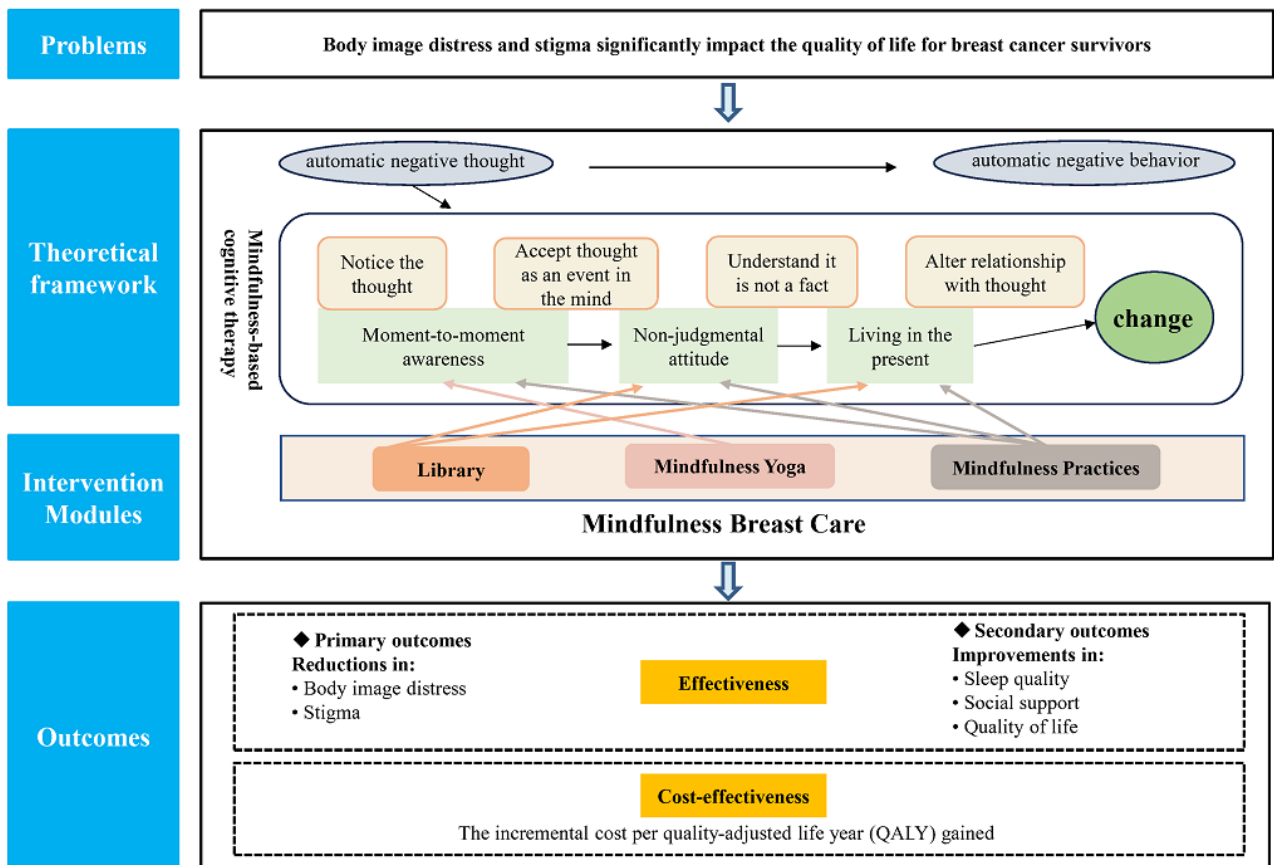 Problems
Body image distress and stigma significantly impact the quality of life for breast cancer survivors
Theoretical
framework
automatic negative thought
automatic negative behavior
Mindfulness-based
cognitive therapy
Notice the
thought
Accept thought
as an event in
the mind
Understand it
is not a fact
Alter relationship
with thought
Moment-to-moment
awareness
Non-judgmental
attitude
Living in the
present
change
Intervention
Modules
Library
Mindfulness Yoga
Mindfulness Practices
Mindfulness Breast Care
Outcomes
◆ Primary outcomes
Reductions in:
• Body image distress
• Stigma
Effectiveness
◆ Secondary outcomes
Improvements in:
• Sleep quality
• Social support
• Quality of life
Cost-effectiveness
The incremental cost per quality-adjusted life year (QALY) gained